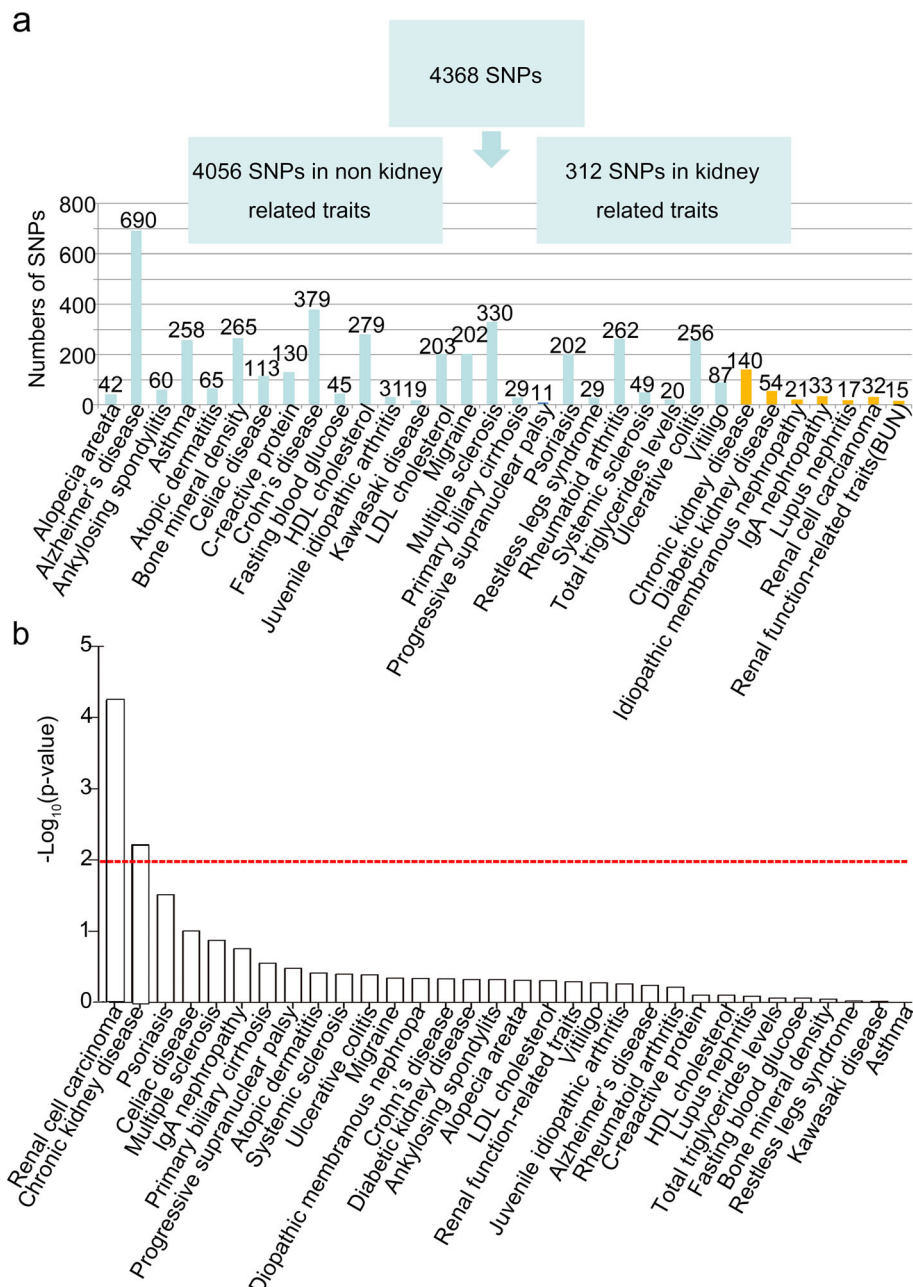 a
4368 SNPs
4056 SNPs in non kidney
related traits
312 SNPs in kidney
related traits
Numbers of SNPs
800
600
400
200
0
42
690
60
258
65
265
113
130
379
45
279
31
19
203
202
330
29
11
202
29
262
49
20
256
87
140
54
21
33
17
32
15
Alopecia areata
Alzheimer's disease
Ankylosing spondylitis
Asthma
Atopic dermatitis
Bone mineral density
Celiac disease
C-reactive protein
Crohn's disease
Fasting blood glucose
HDL cholesterol
Juvenile idiopathic arthritis
Kawasaki disease
LDL cholesterol
Migraine
Multiple sclerosis
Primary biliary cirrhosis
Progressive supranuclear palsy
Psoriasis
Restless legs syndrome
Rheumatoid arthritis
Systemic sclerosis
Total triglycerides levels
Ulcerative colitis
Vitiligo
Chronic kidney disease
Diabetic kidney disease
Idiopathic membranous nephropathy
IgA nephropathy
Lupus nephritis
Renal cell carcinoma
Renal function-related traits(BUN)
b
-Log10(p-value)
5
4
3
2
1
0
Renal cell carcinoma
Chronic kidney disease
Psoriasis
Celiac disease
Multiple sclerosis
IgA nephropathy
Primary biliary cirrhosis
Progressive supranuclear palsy
Atopic dermatitis
Systemic sclerosis
Ulcerative colitis
Migraine
Diopathic membranous nephropa
Crohn's disease
Diabetic kidney disease
Ankylosing spondylits
Alopecia areata
LDL cholesterol
Renal function-related traits
Vitiligo
Juvenile idiopathic arthritis
Alzheimer's disease
Rheumatoid arthritis
C-reactive protein
HDL cholesterol
Lupus nephritis
Total triglycerides levels
Fasting blood glucose
Bone mineral density
Restless legs syndrome
Kawasaki disease
Asthma